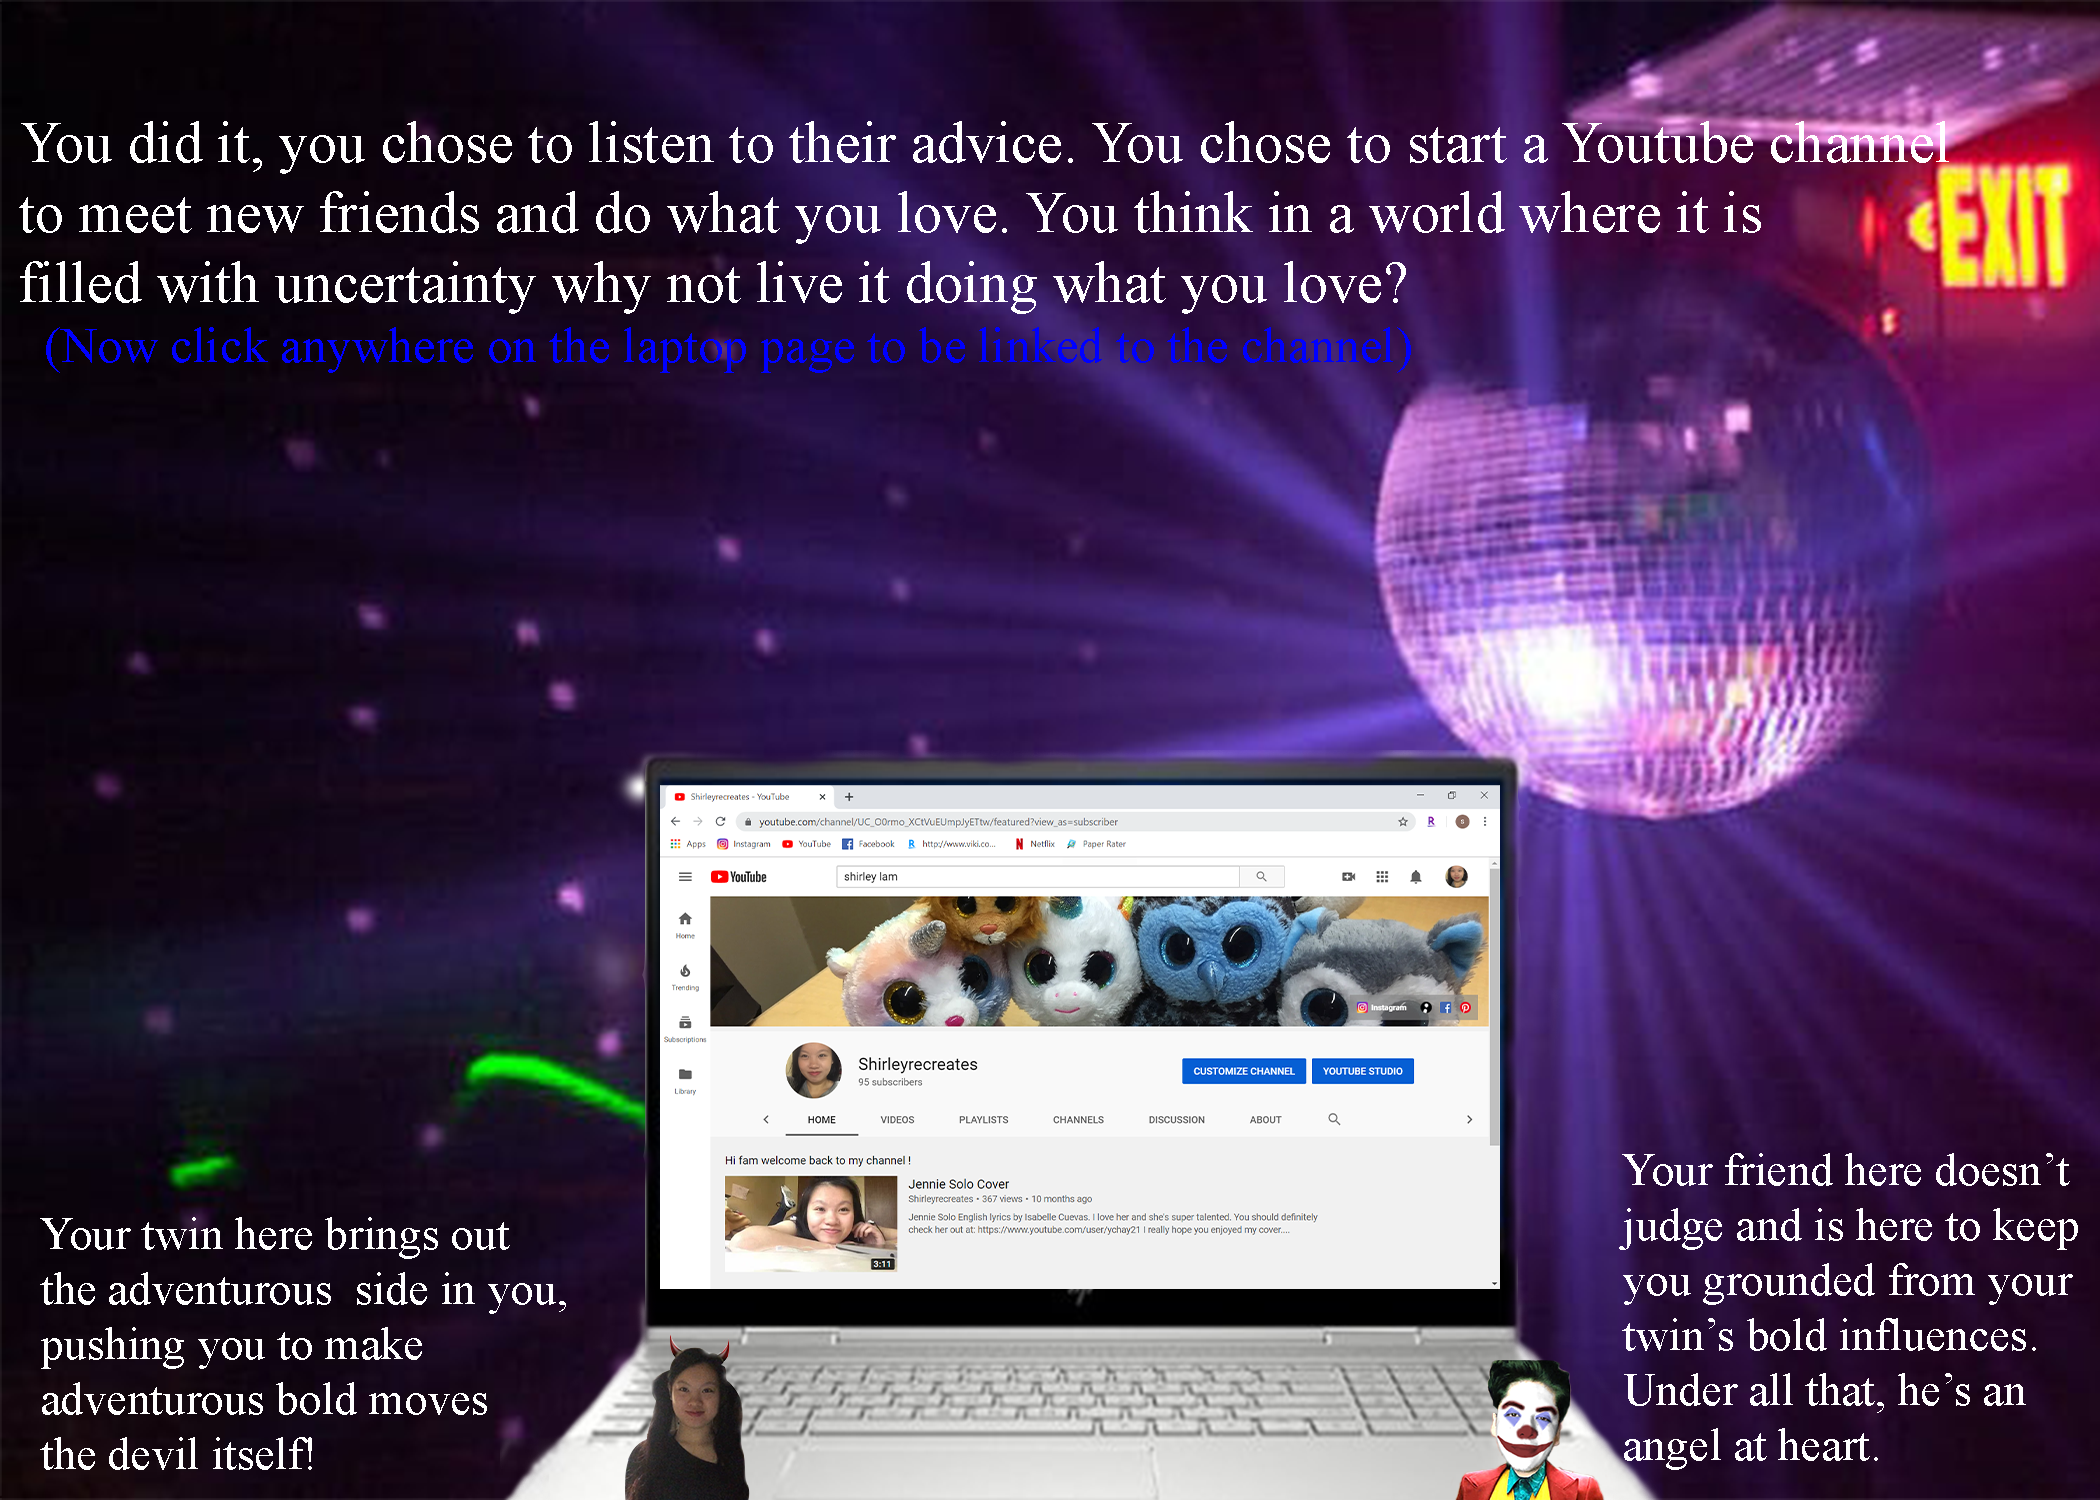 You did it, you chose to listen to their advice. You chose to start a Youtube channel
to meet new friends and do what you love. You think in a world where it is
filled with uncertainty why not live it doing what you love?
(Now click anywhere on the laptop page to be linked to the channel)
EXIT
Shirleyrecreates - YouTube
youtube.com/channel/UC_O0rmo_XCtVuEUmpJyETtw/featured?view_as=subscriber
Apps Instagram YouTube Facebook http://www.viki.co... Netflix Paper Rater
YouTube
shirley lam
Home
Trending
Subscriptions
Library
Instagram
Shirleyrecreates
95 subscribers
CUSTOMIZE CHANNEL YOUTUBE STUDIO
HOME VIDEOS PLAYLISTS CHANNELS DISCUSSION ABOUT
Hi fam welcome back to my channel !
Jennie Solo Cover
Shirleyrecreates • 367 views • 10 months ago
Jennie Solo English lyrics by Isabelle Cuevas. I love her and she's super talented. You should definitely
check her out at: https://www.youtube.com/user/ychay21 I really hope you enjoyed my cover....
3:11
hp
Your twin here brings out
the adventurous side in you,
pushing you to make
adventurous bold moves
the devil itself!
Your friend here doesn't
judge and is here to keep
you grounded from your
twin's bold influences.
Under all that, he's an
angel at heart.